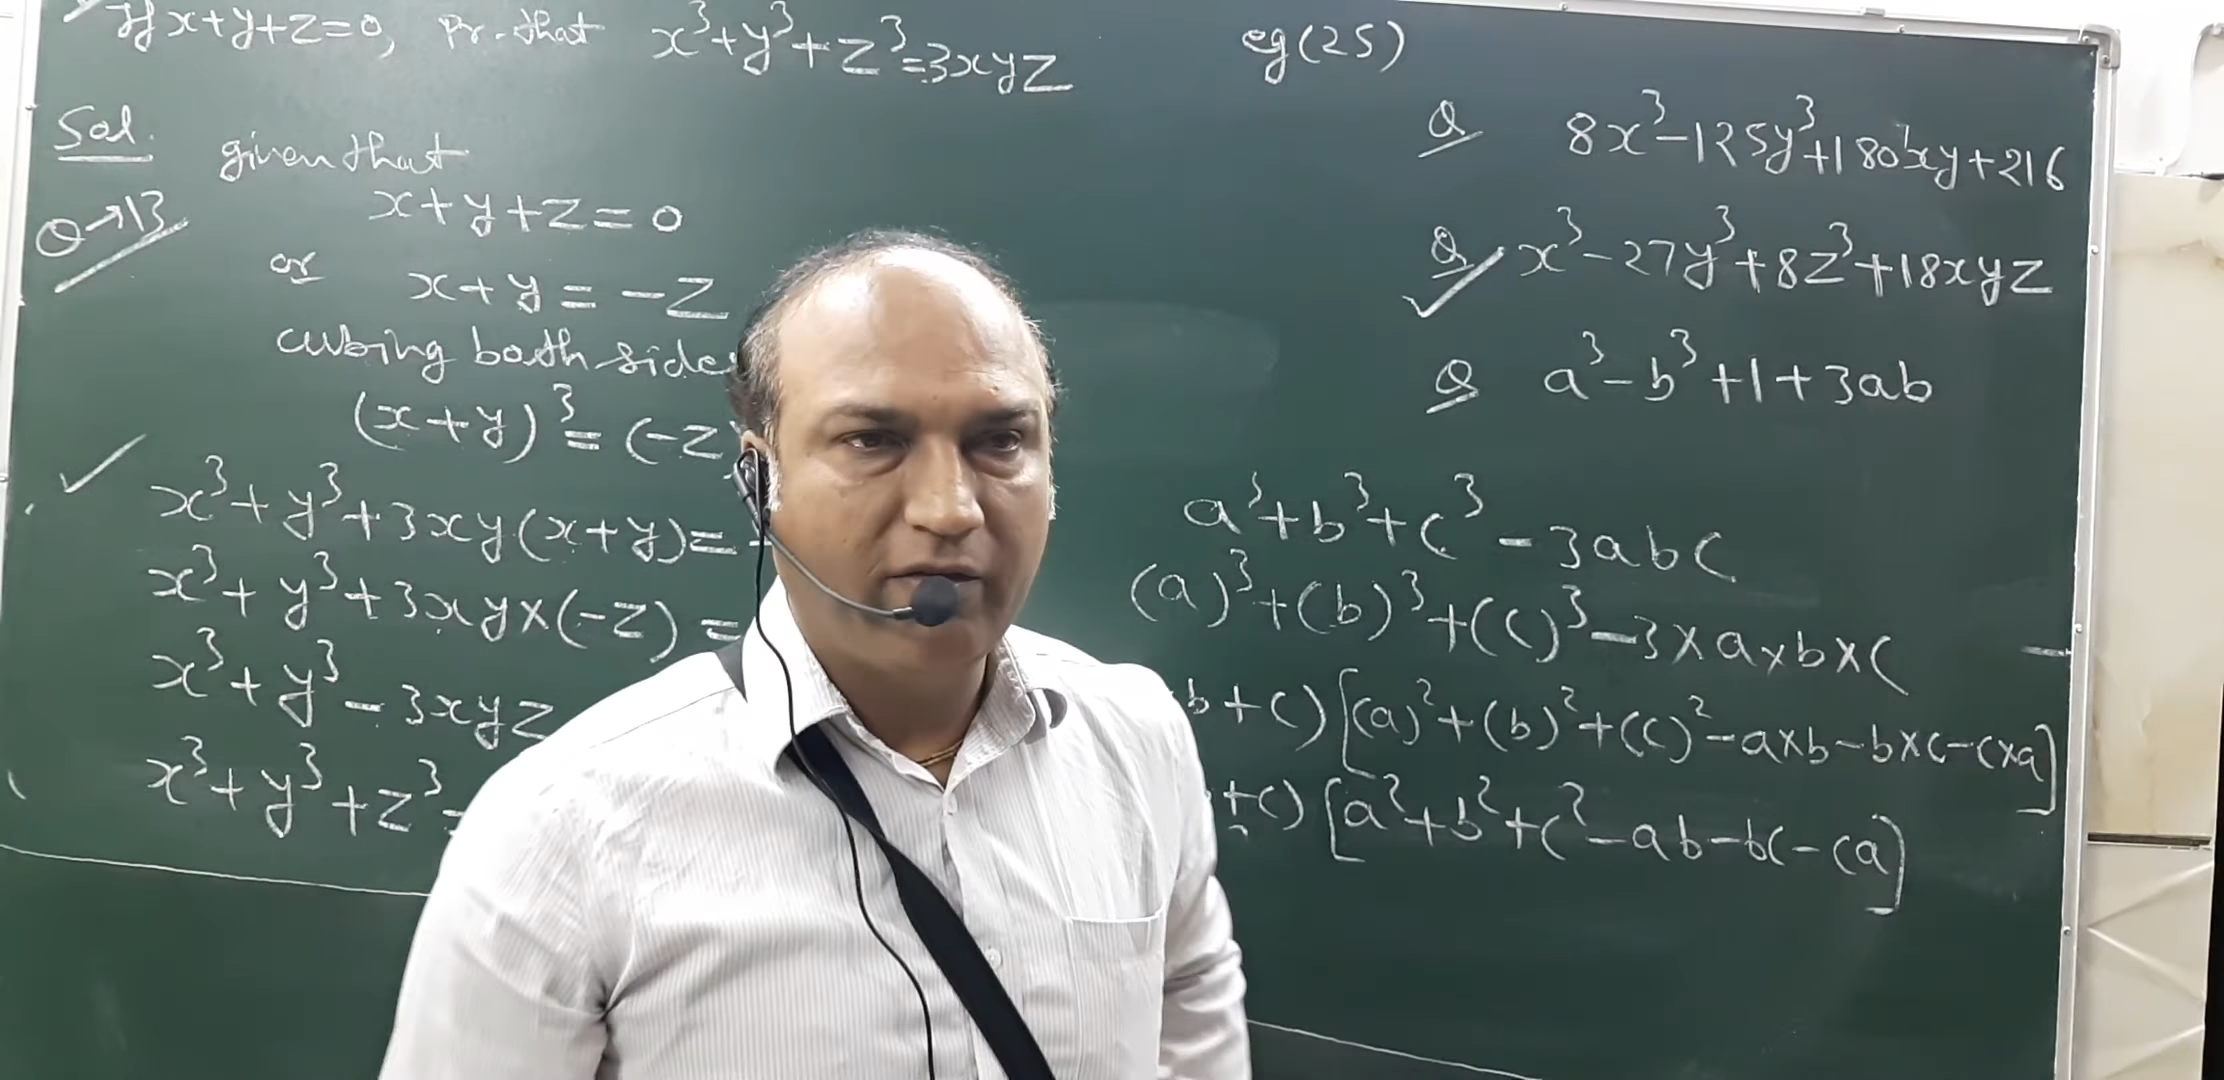 If x+y+z=0, Pr. that x³+y³+z³=3xyz
Sol. given that
Q→13
x+y+z=0
or x+y=-z
cubing both sides
(x+y)³=(-z
x³+y³+3xy(x+y)=-
x³+y³+3xy×(-z)=
x³+y³-3xyz
x³+y³+z³=
eg(25)
Q 8x³-125y³+180xy+216
Q x³-27y³+8z³+18xyz
Q a³-b³+1+3ab
a³+b³+c³-3abc
(a)³+(b)³+(c)³-3×a×b×c
b+c)[(a)²+(b)²+(c)²-a×b-b×c-c×a]
+c)[a²+b²+c²-ab-bc-ca]